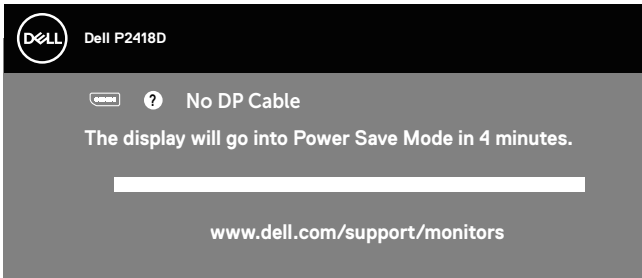 DELL
Dell P2418D
? No DP Cable
The display will go into Power Save Mode in 4 minutes.
www.dell.com/support/monitors